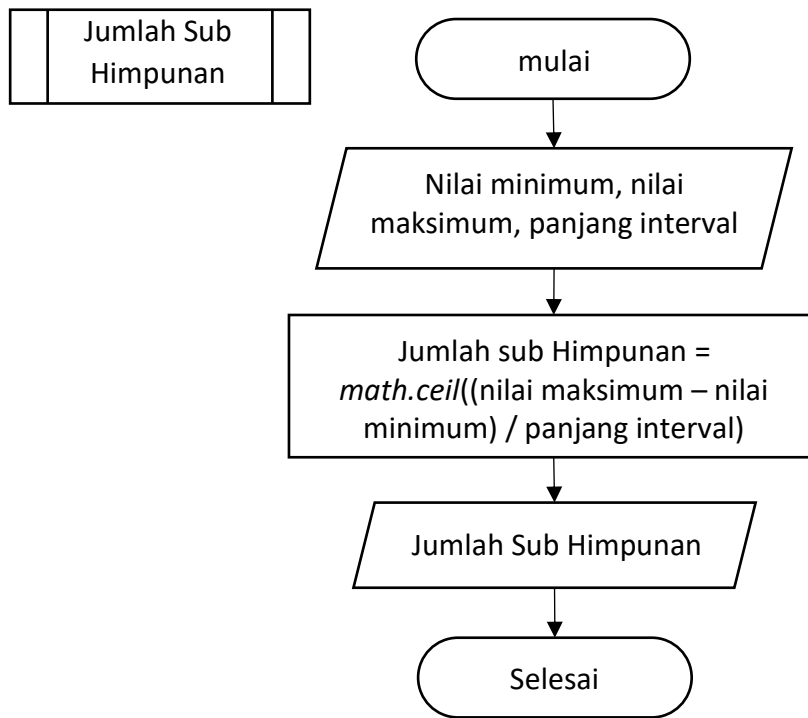 Jumlah Sub
Himpunan
mulai
Nilai minimum, nilai
maksimum, panjang interval
Jumlah sub Himpunan =
math.ceil((nilai maksimum – nilai
minimum) / panjang interval)
Jumlah Sub Himpunan
Selesai